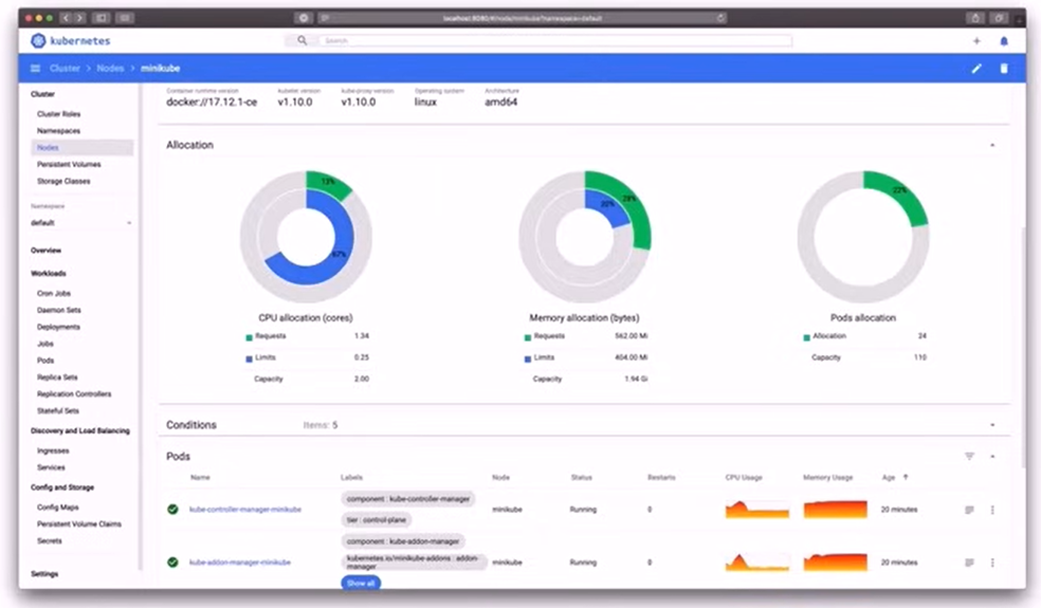 localhost:8080/#/node/minikube?namespace=default
kubernetes
Search
Cluster > Nodes > minikube
Cluster
Cluster Roles
Namespaces
Nodes
Persistent Volumes
Storage Classes
Namespace
default
Overview
Workloads
Cron Jobs
Daemon Sets
Deployments
Jobs
Pods
Replica Sets
Replication Controllers
Stateful Sets
Discovery and Load Balancing
Ingresses
Services
Config and Storage
Config Maps
Persistent Volume Claims
Secrets
Settings
Container runtime version Kubelet version Kube-proxy version Operating system Architecture
docker://17.12.1-ce v1.10.0 v1.10.0 linux amd64
Allocation
13%
67%
CPU allocation (cores)
Requests 1.34
Limits 0.25
Capacity 2.00
20% 28%
Memory allocation (bytes)
Requests 562.00 Mi
Limits 404.00 Mi
Capacity 1.94 Gi
22%
Pods allocation
Allocation 24
Capacity 110
Conditions Items: 5
Pods
Name Labels Node Status Restarts CPU Usage Memory Usage Age
component : kube-controller-manager
kube-controller-manager-minikube minikube Running 0 20 minutes
tier : control-plane
component : kube-addon-manager
kubernetes.io/minikube-addons : addon-
manager
kube-addon-manager-minikube minikube Running 0 20 minutes
Show all